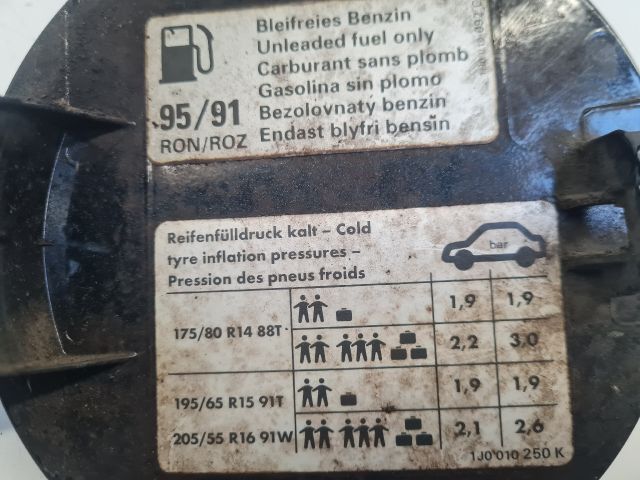 Bleifreies Benzin
Unleaded fuel only
Carburant sans plomb
Gasolina sin plomo
Bezolovnatý benzin
Endast blyfri bensin
95/91
RON/ROZ
Reifenfülldruck kalt – Cold
tyre inflation pressures –
Pression des pneus froids
bar
175/80 R14 88T
1,9 1,9
2,2 3,0
195/65 R15 91T
1,9 1,9
205/55 R16 91W
2,1 2,6
1J0 010 250 K